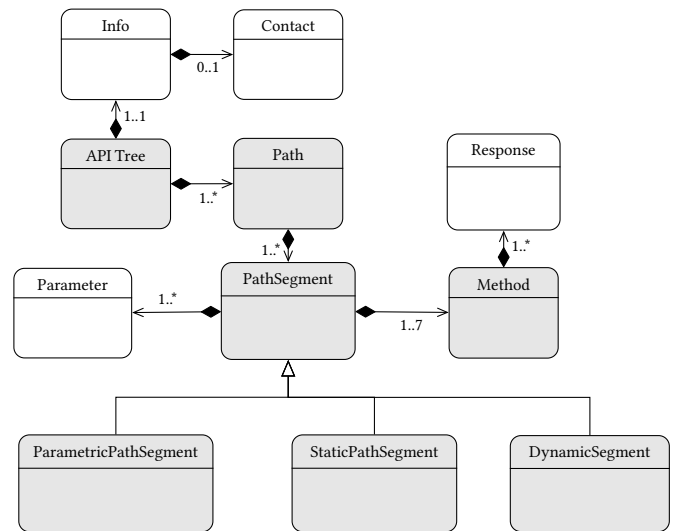 Info
Contact
0..1
1..1
API Tree
Path
1..*
Response
1..*
1..*
PathSegment
Method
Parameter
1..*
1..7
ParametricPathSegment
StaticPathSegment
DynamicSegment